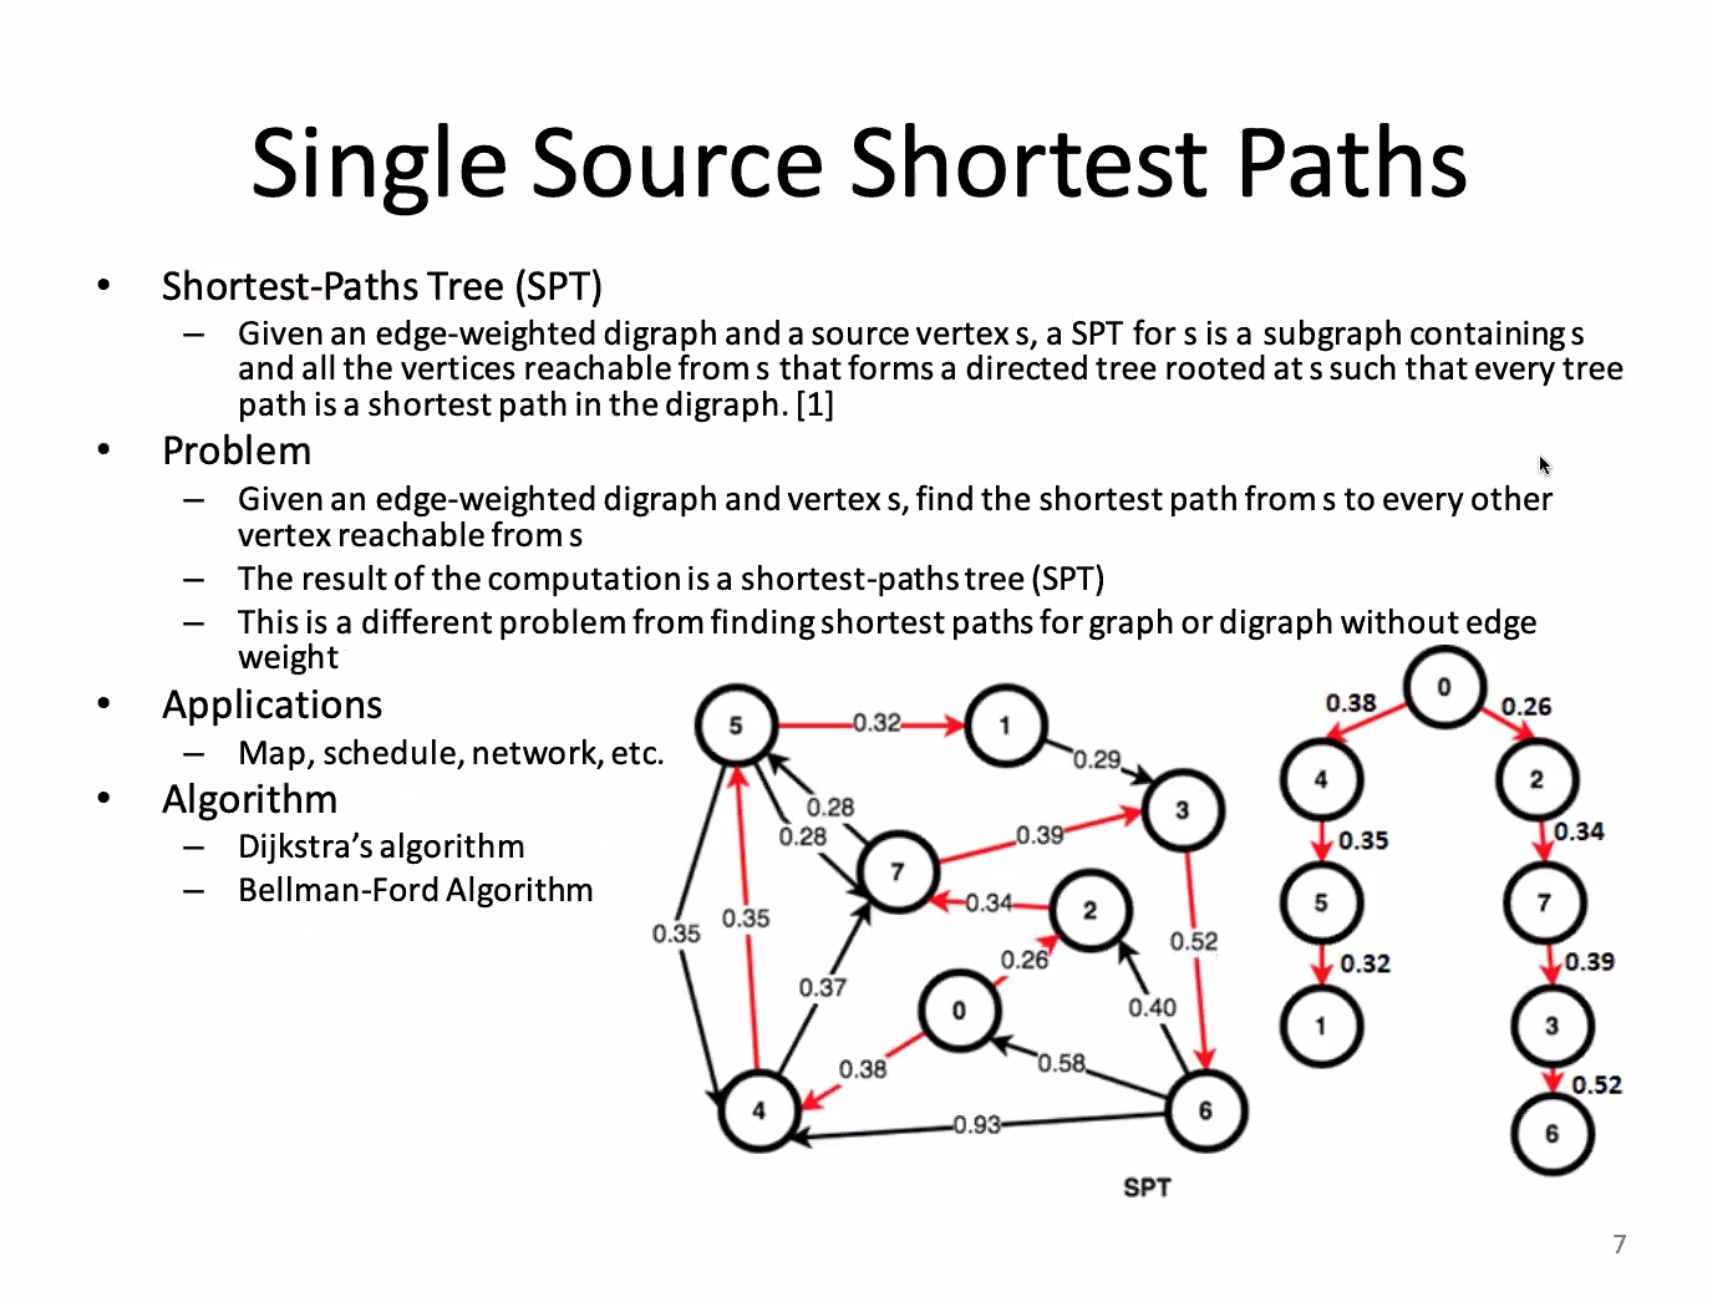 Single Source Shortest Paths
• Shortest-Paths Tree (SPT)
– Given an edge-weighted digraph and a source vertex s, a SPT for s is a subgraph containing s
and all the vertices reachable from s that forms a directed tree rooted at s such that every tree
path is a shortest path in the digraph. [1]
• Problem
– Given an edge-weighted digraph and vertex s, find the shortest path from s to every other
vertex reachable from s
– The result of the computation is a shortest-paths tree (SPT)
– This is a different problem from finding shortest paths for graph or digraph without edge
weight
• Applications
– Map, schedule, network, etc.
• Algorithm
– Dijkstra's algorithm
– Bellman-Ford Algorithm
5
0.32
1
0.29
3
0.28
0.28
0.39
7
2
0.34
0.35
0.35
0.52
0.26
0.37
0
0.40
0.38
0.58
4
6
0.93
SPT
0
0.38
0.26
4
2
0.35
0.34
5
7
0.32
0.39
1
3
0.52
6
7